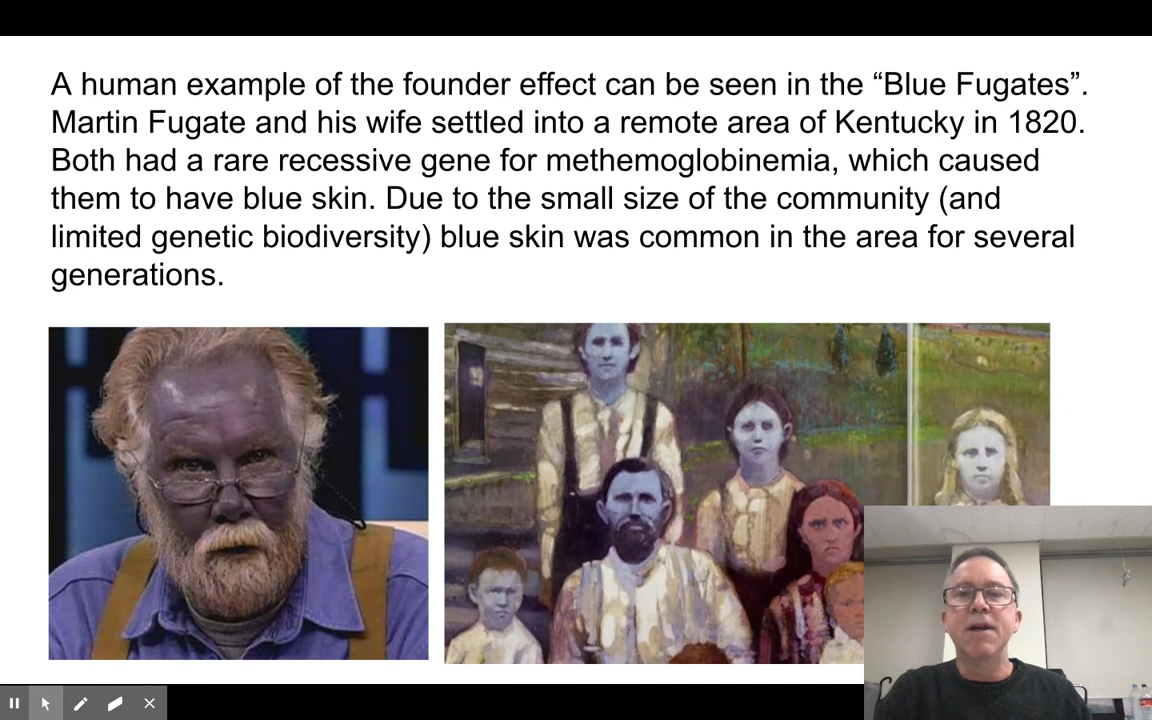 A human example of the founder effect can be seen in the “Blue Fugates”.
Martin Fugate and his wife settled into a remote area of Kentucky in 1820.
Both had a rare recessive gene for methemoglobinemia, which caused
them to have blue skin. Due to the small size of the community (and
limited genetic biodiversity) blue skin was common in the area for several
generations.